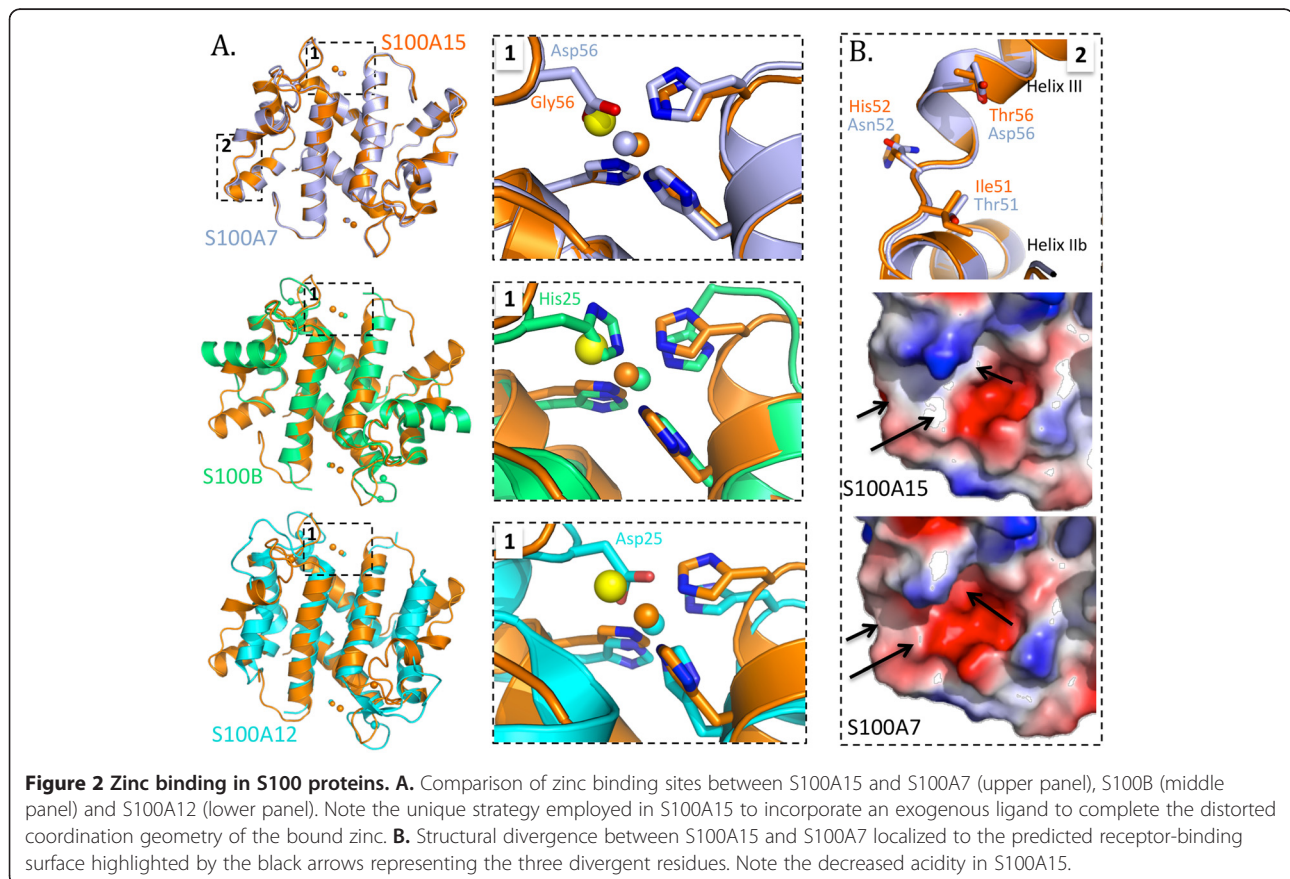 A.
S100A15
1
2
S100A7
1
Asp56
Gly56
B.
2
Helix III
His52
Asn52
Thr56
Asp56
Ile51
Thr51
Helix IIb
1
S100B
1
His25
S100A15
1
S100A12
1
Asp25
S100A7
Figure 2 Zinc binding in S100 proteins. A. Comparison of zinc binding sites between S100A15 and S100A7 (upper panel), S100B (middle
panel) and S100A12 (lower panel). Note the unique strategy employed in S100A15 to incorporate an exogenous ligand to complete the distorted
coordination geometry of the bound zinc. B. Structural divergence between S100A15 and S100A7 localized to the predicted receptor-binding
surface highlighted by the black arrows representing the three divergent residues. Note the decreased acidity in S100A15.